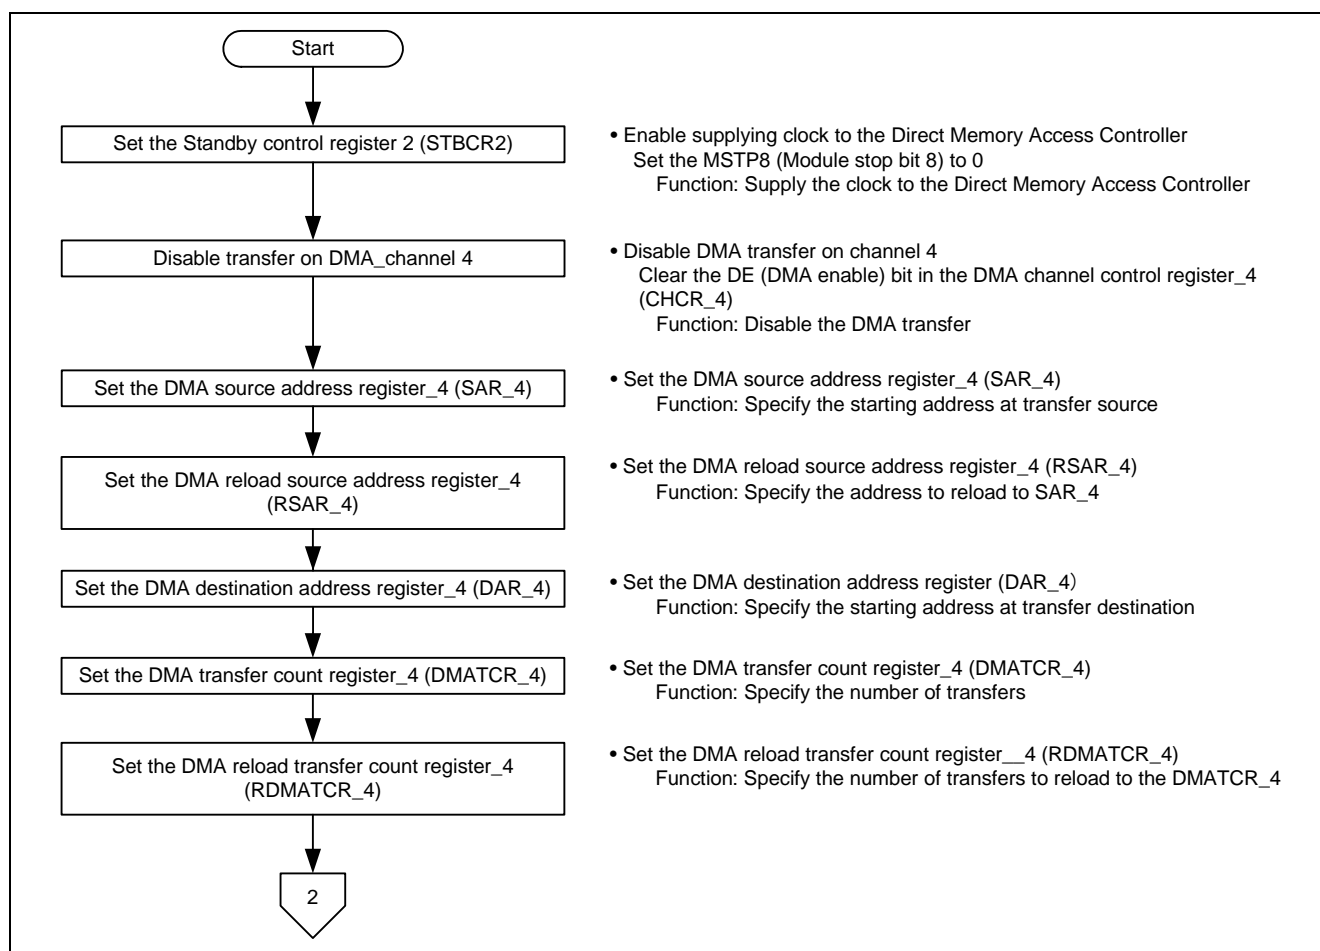 Start
Set the Standby control register 2 (STBCR2)
• Enable supplying clock to the Direct Memory Access Controller
Set the MSTP8 (Module stop bit 8) to 0
Function: Supply the clock to the Direct Memory Access Controller
Disable transfer on DMA_channel 4
• Disable DMA transfer on channel 4
Clear the DE (DMA enable) bit in the DMA channel control register_4
(CHCR_4)
Function: Disable the DMA transfer
Set the DMA source address register_4 (SAR_4)
• Set the DMA source address register_4 (SAR_4)
Function: Specify the starting address at transfer source
Set the DMA reload source address register_4
(RSAR_4)
• Set the DMA reload source address register_4 (RSAR_4)
Function: Specify the address to reload to SAR_4
Set the DMA destination address register_4 (DAR_4)
• Set the DMA destination address register (DAR_4）
Function: Specify the starting address at transfer destination
Set the DMA transfer count register_4 (DMATCR_4)
• Set the DMA transfer count register_4 (DMATCR_4)
Function: Specify the number of transfers
Set the DMA reload transfer count register_4
(RDMATCR_4)
• Set the DMA reload transfer count register__4 (RDMATCR_4)
Function: Specify the number of transfers to reload to the DMATCR_4
2